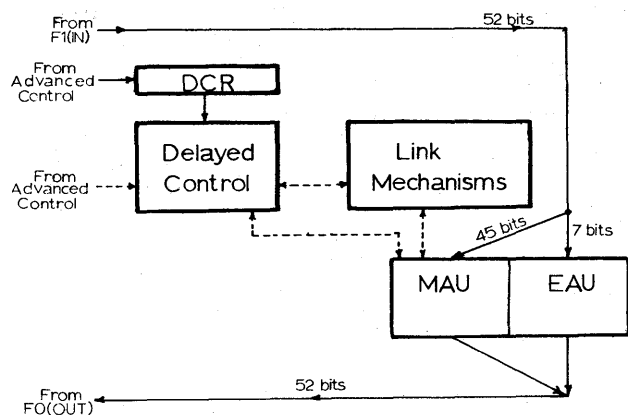 52 bits
From
F1(IN)
From
Advanced
Control
DCR
Delayed
Control
Link
Mechanisms
From
Advanced
Control
45 bits
7 bits
MAU
EAU
52 bits
From
FO(OUT)